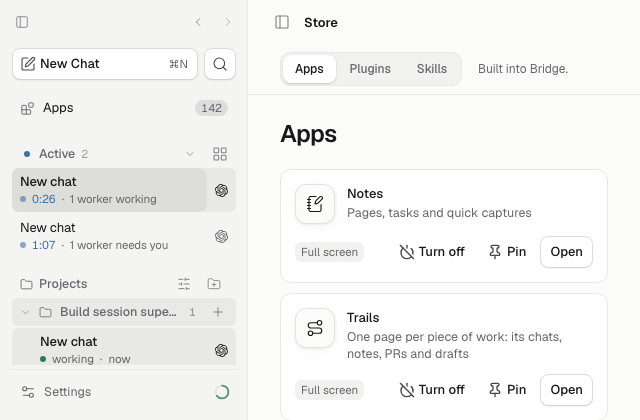 New Chat ⌘N
Apps 142
Active 2
New chat
0:26 · 1 worker working
New chat
1:07 · 1 worker needs you
Projects
Build session supe... 1
New chat
working · now
Settings
Store
Apps Plugins Skills Built into Bridge.
Apps
Notes
Pages, tasks and quick captures
Full screen Turn off Pin Open
Trails
One page per piece of work: its chats,
notes, PRs and drafts
Full screen Turn off Pin Open